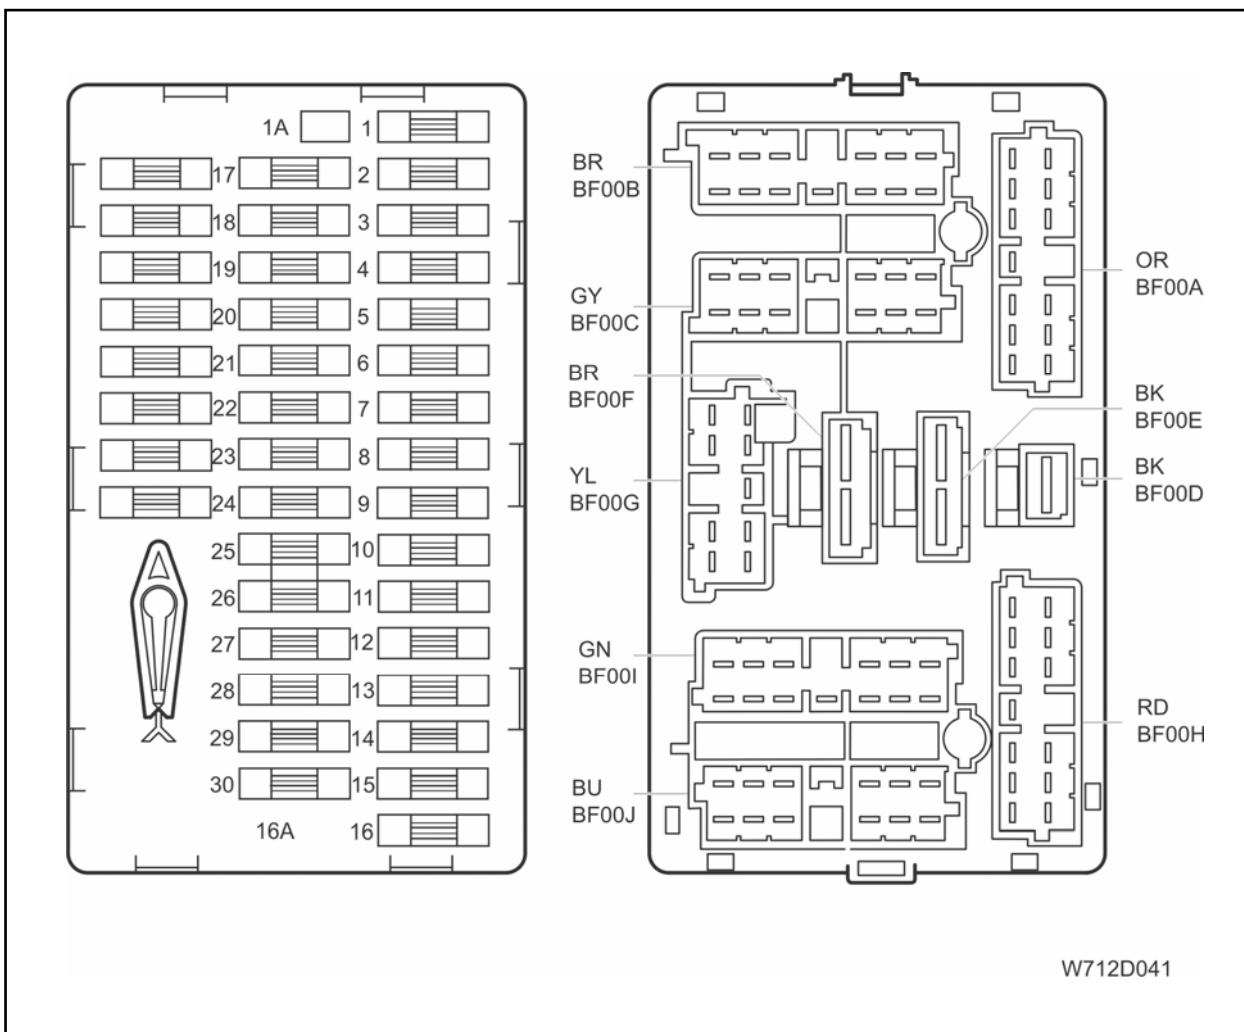 1A 1
17 2
18 3
19 4
20 5
21 6
22 7
23 8
24 9
25 10
26 11
27 12
28 13
29 14
30 15
16A 16
BR
BF00B
GY
BF00C
BR
BF00F
YL
BF00G
GN
BF00I
BU
BF00J
OR
BF00A
BK
BF00E
BK
BF00D
RD
BF00H
W712D041